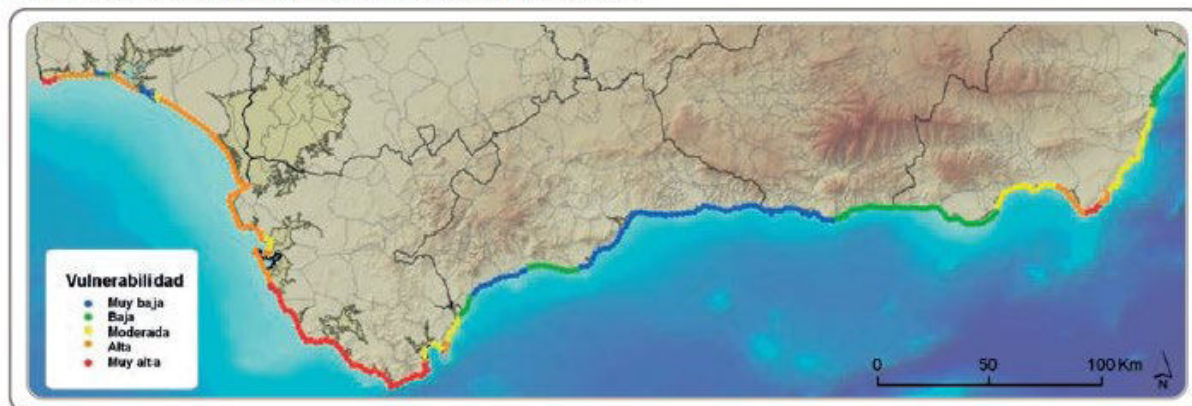 Vulnerabilidad
Muy baja
Baja
Moderada
Alta
Muy alta
0 50 100 Km
N